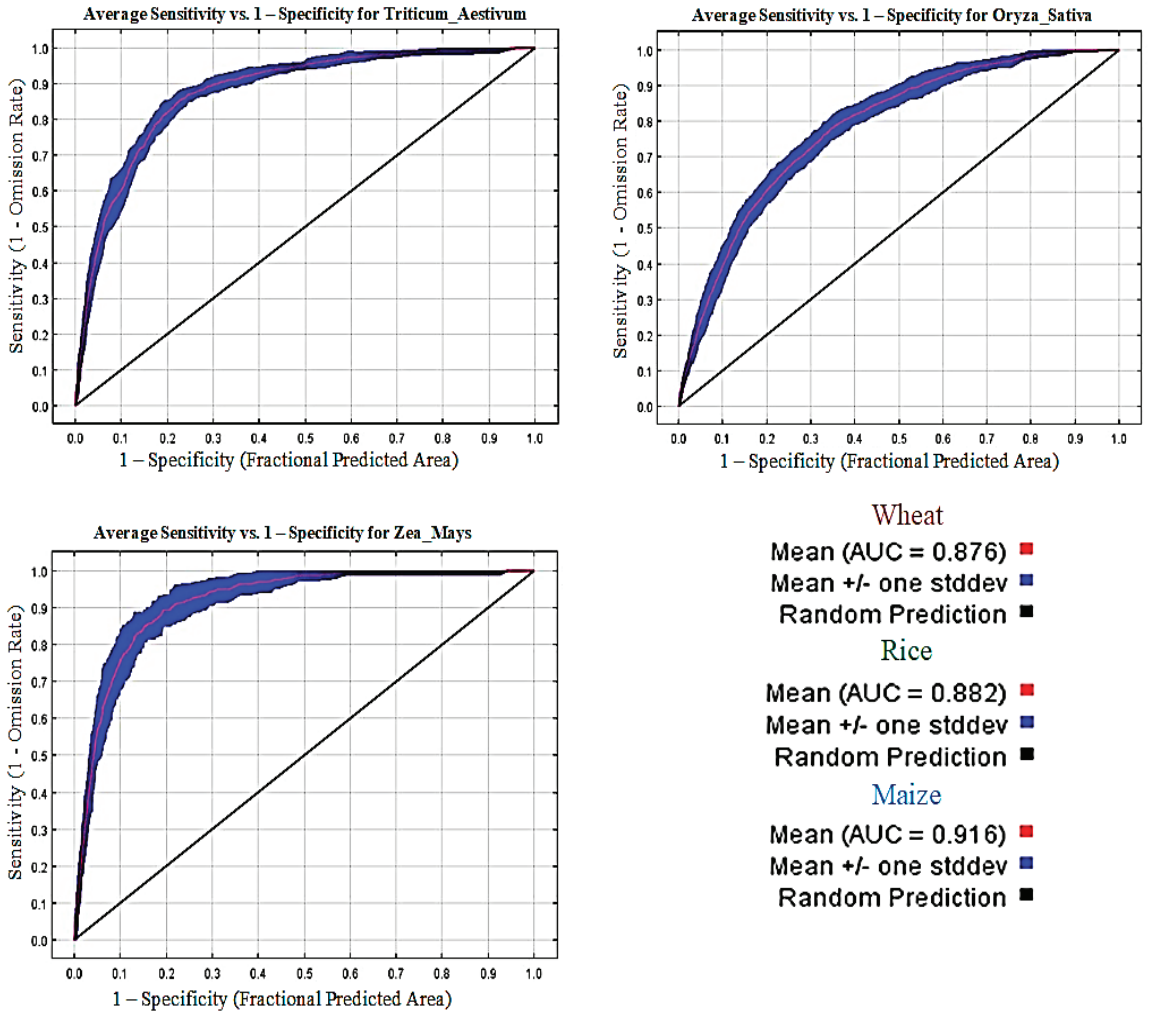 Average Sensitivity vs. 1 – Specificity for Triticum_Aestivum
Sensitivity (1 - Omission Rate)
1.0
0.9
0.8
0.7
0.6
0.5
0.4
0.3
0.2
0.1
0.0
0.0 0.1 0.2 0.3 0.4 0.5 0.6 0.7 0.8 0.9 1.0
1 – Specificity (Fractional Predicted Area)
Average Sensitivity vs. 1 – Specificity for Oryza_Sativa
Sensitivity (1 - Omission Rate)
1.0
0.9
0.8
0.7
0.6
0.5
0.4
0.3
0.2
0.1
0.0
0.0 0.1 0.2 0.3 0.4 0.5 0.6 0.7 0.8 0.9 1.0
1 – Specificity (Fractional Predicted Area)
Average Sensitivity vs. 1 – Specificity for Zea_Mays
Sensitivity (1 - Omission Rate)
1.0
0.9
0.8
0.7
0.6
0.5
0.4
0.3
0.2
0.1
0.0
0.0 0.1 0.2 0.3 0.4 0.5 0.6 0.7 0.8 0.9 1.0
1 – Specificity (Fractional Predicted Area)
Wheat
Mean (AUC = 0.876)
Mean +/- one stddev
Random Prediction
Rice
Mean (AUC = 0.882)
Mean +/- one stddev
Random Prediction
Maize
Mean (AUC = 0.916)
Mean +/- one stddev
Random Prediction